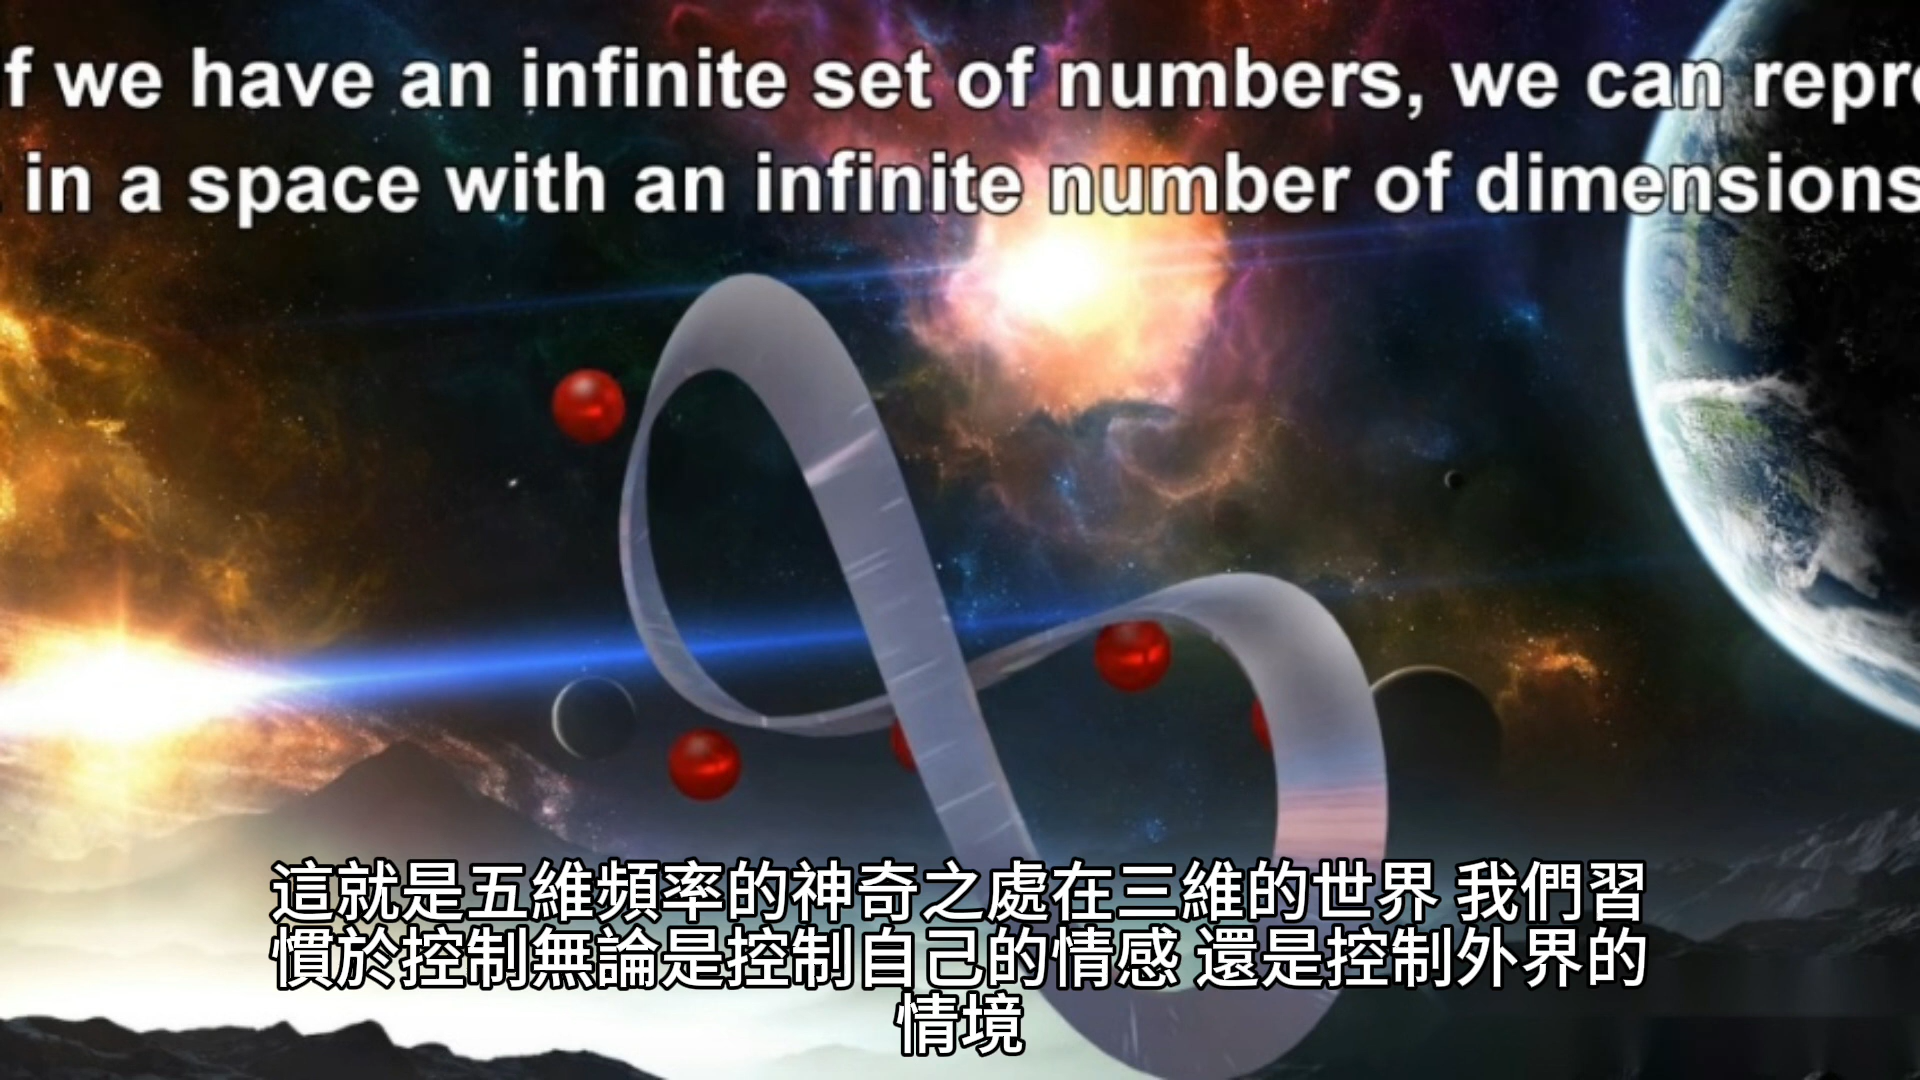 f we have an infinite set of numbers, we can repre
in a space with an infinite number of dimensions
這就是五維頻率的神奇之處在三維的世界 我們習
慣於控制無論是控制自己的情感 還是控制外界的
情境